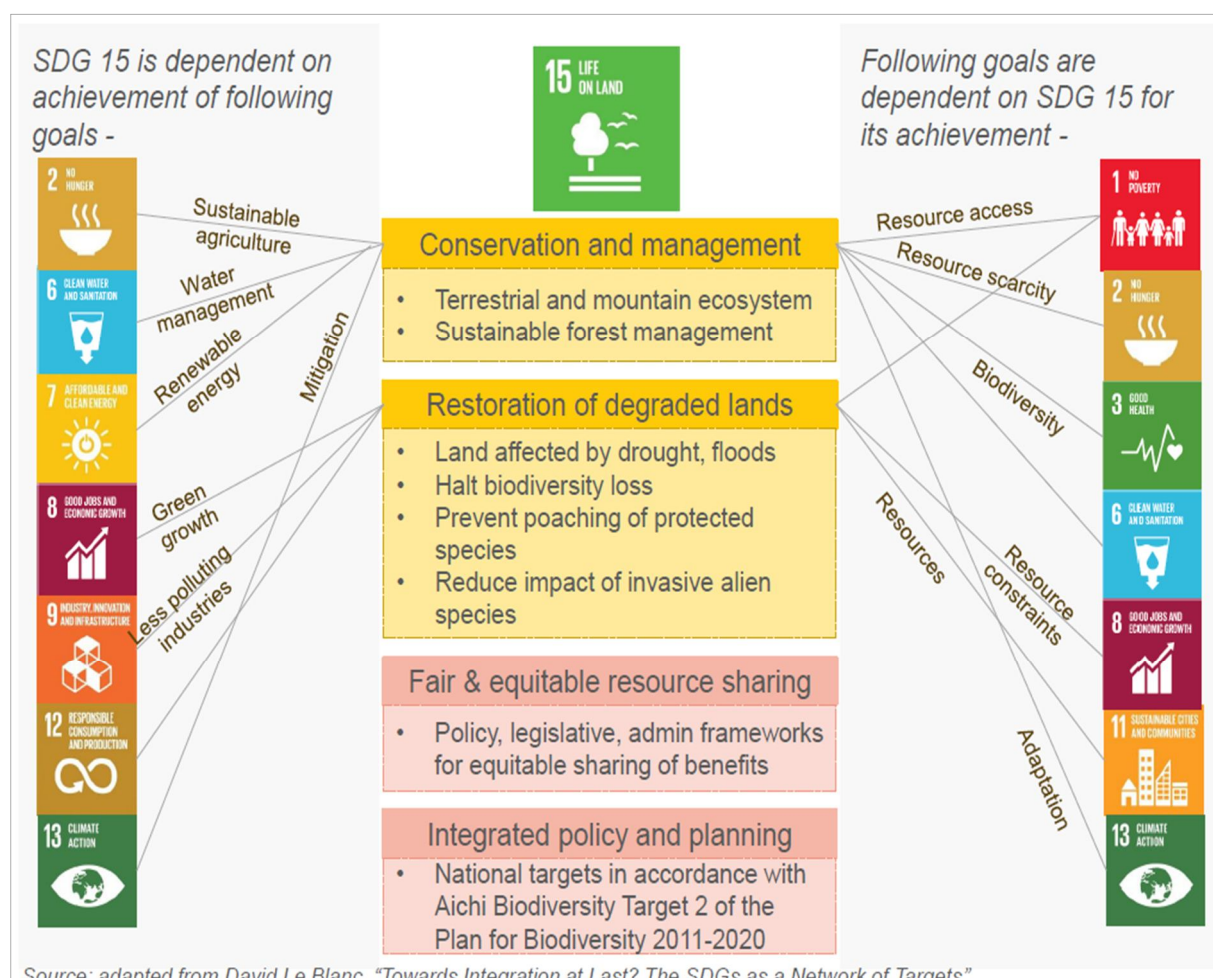 SDG 15 is dependent on
achievement of following
goals -
15 LIFE
ON LAND
Following goals are
dependent on SDG 15 for
its achievement -
2 NO
HUNGER
6 CLEAN WATER
AND SANITATION
7 AFFORDABLE AND
CLEAN ENERGY
8 GOOD JOBS AND
ECONOMIC GROWTH
9 INDUSTRY, INNOVATION
AND INFRASTRUCTURE
12 RESPONSIBLE
CONSUMPTION
AND PRODUCTION
13 CLIMATE
ACTION
Sustainable
agriculture
Water
management
Renewable
energy
Mitigation
Green
growth
Less polluting
industries
Conservation and management
• Terrestrial and mountain ecosystem
• Sustainable forest management
Restoration of degraded lands
• Land affected by drought, floods
• Halt biodiversity loss
• Prevent poaching of protected
species
• Reduce impact of invasive alien
species
Fair & equitable resource sharing
• Policy, legislative, admin frameworks
for equitable sharing of benefits
Integrated policy and planning
• National targets in accordance with
Aichi Biodiversity Target 2 of the
Plan for Biodiversity 2011-2020
Resource access
Resource scarcity
Biodiversity
Resources
Resource
constraints
Adaptation
1 NO
POVERTY
2 NO
HUNGER
3 GOOD
HEALTH
6 CLEAN WATER
AND SANITATION
8 GOOD JOBS AND
ECONOMIC GROWTH
11 SUSTAINABLE CITIES
AND COMMUNITIES
13 CLIMATE
ACTION
Source: adapted from David Le Blanc, "Towards Integration at Last? The SDGs as a Network of Targets"